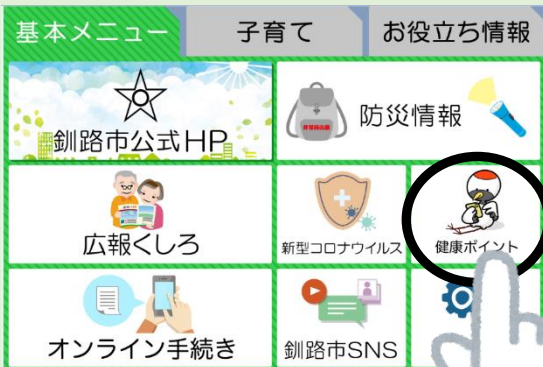 基本メニュー
子育て
お役立ち情報
釧路市公式HP
防災情報
広報くしろ
新型コロナウイルス
健康ポイント
オンライン手続き
釧路市SNS